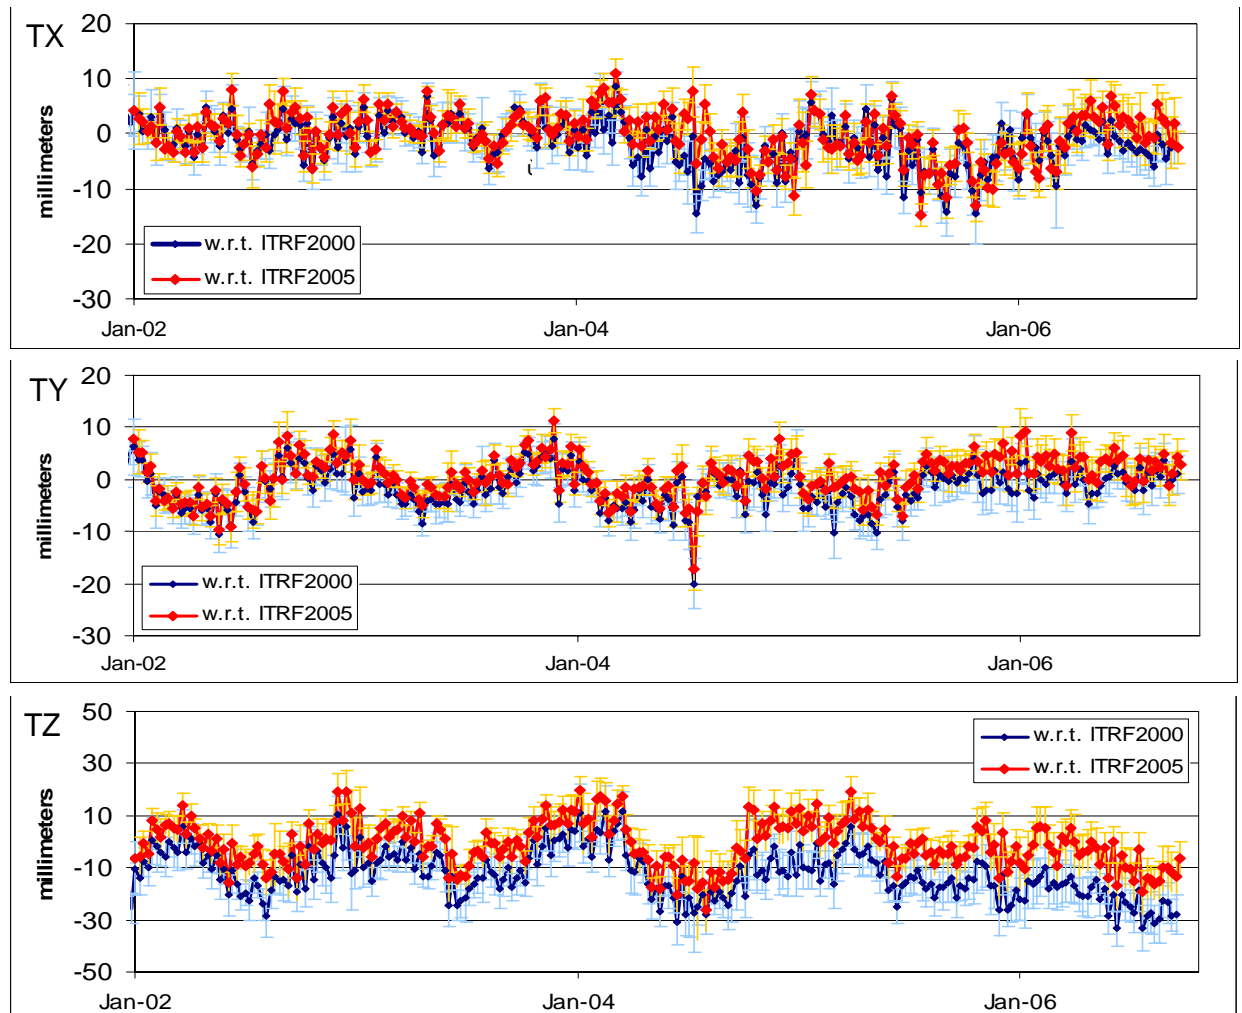 TX
20
10
0
-10
-20
-30
millimeters
w.r.t. ITRF2000
w.r.t. ITRF2005
Jan-02
Jan-04
Jan-06
TY
20
10
0
-10
-20
-30
millimeters
w.r.t. ITRF2000
w.r.t. ITRF2005
Jan-02
Jan-04
Jan-06
TZ
50
30
10
-10
-30
-50
millimeters
w.r.t. ITRF2000
w.r.t. ITRF2005
Jan-02
Jan-04
Jan-06